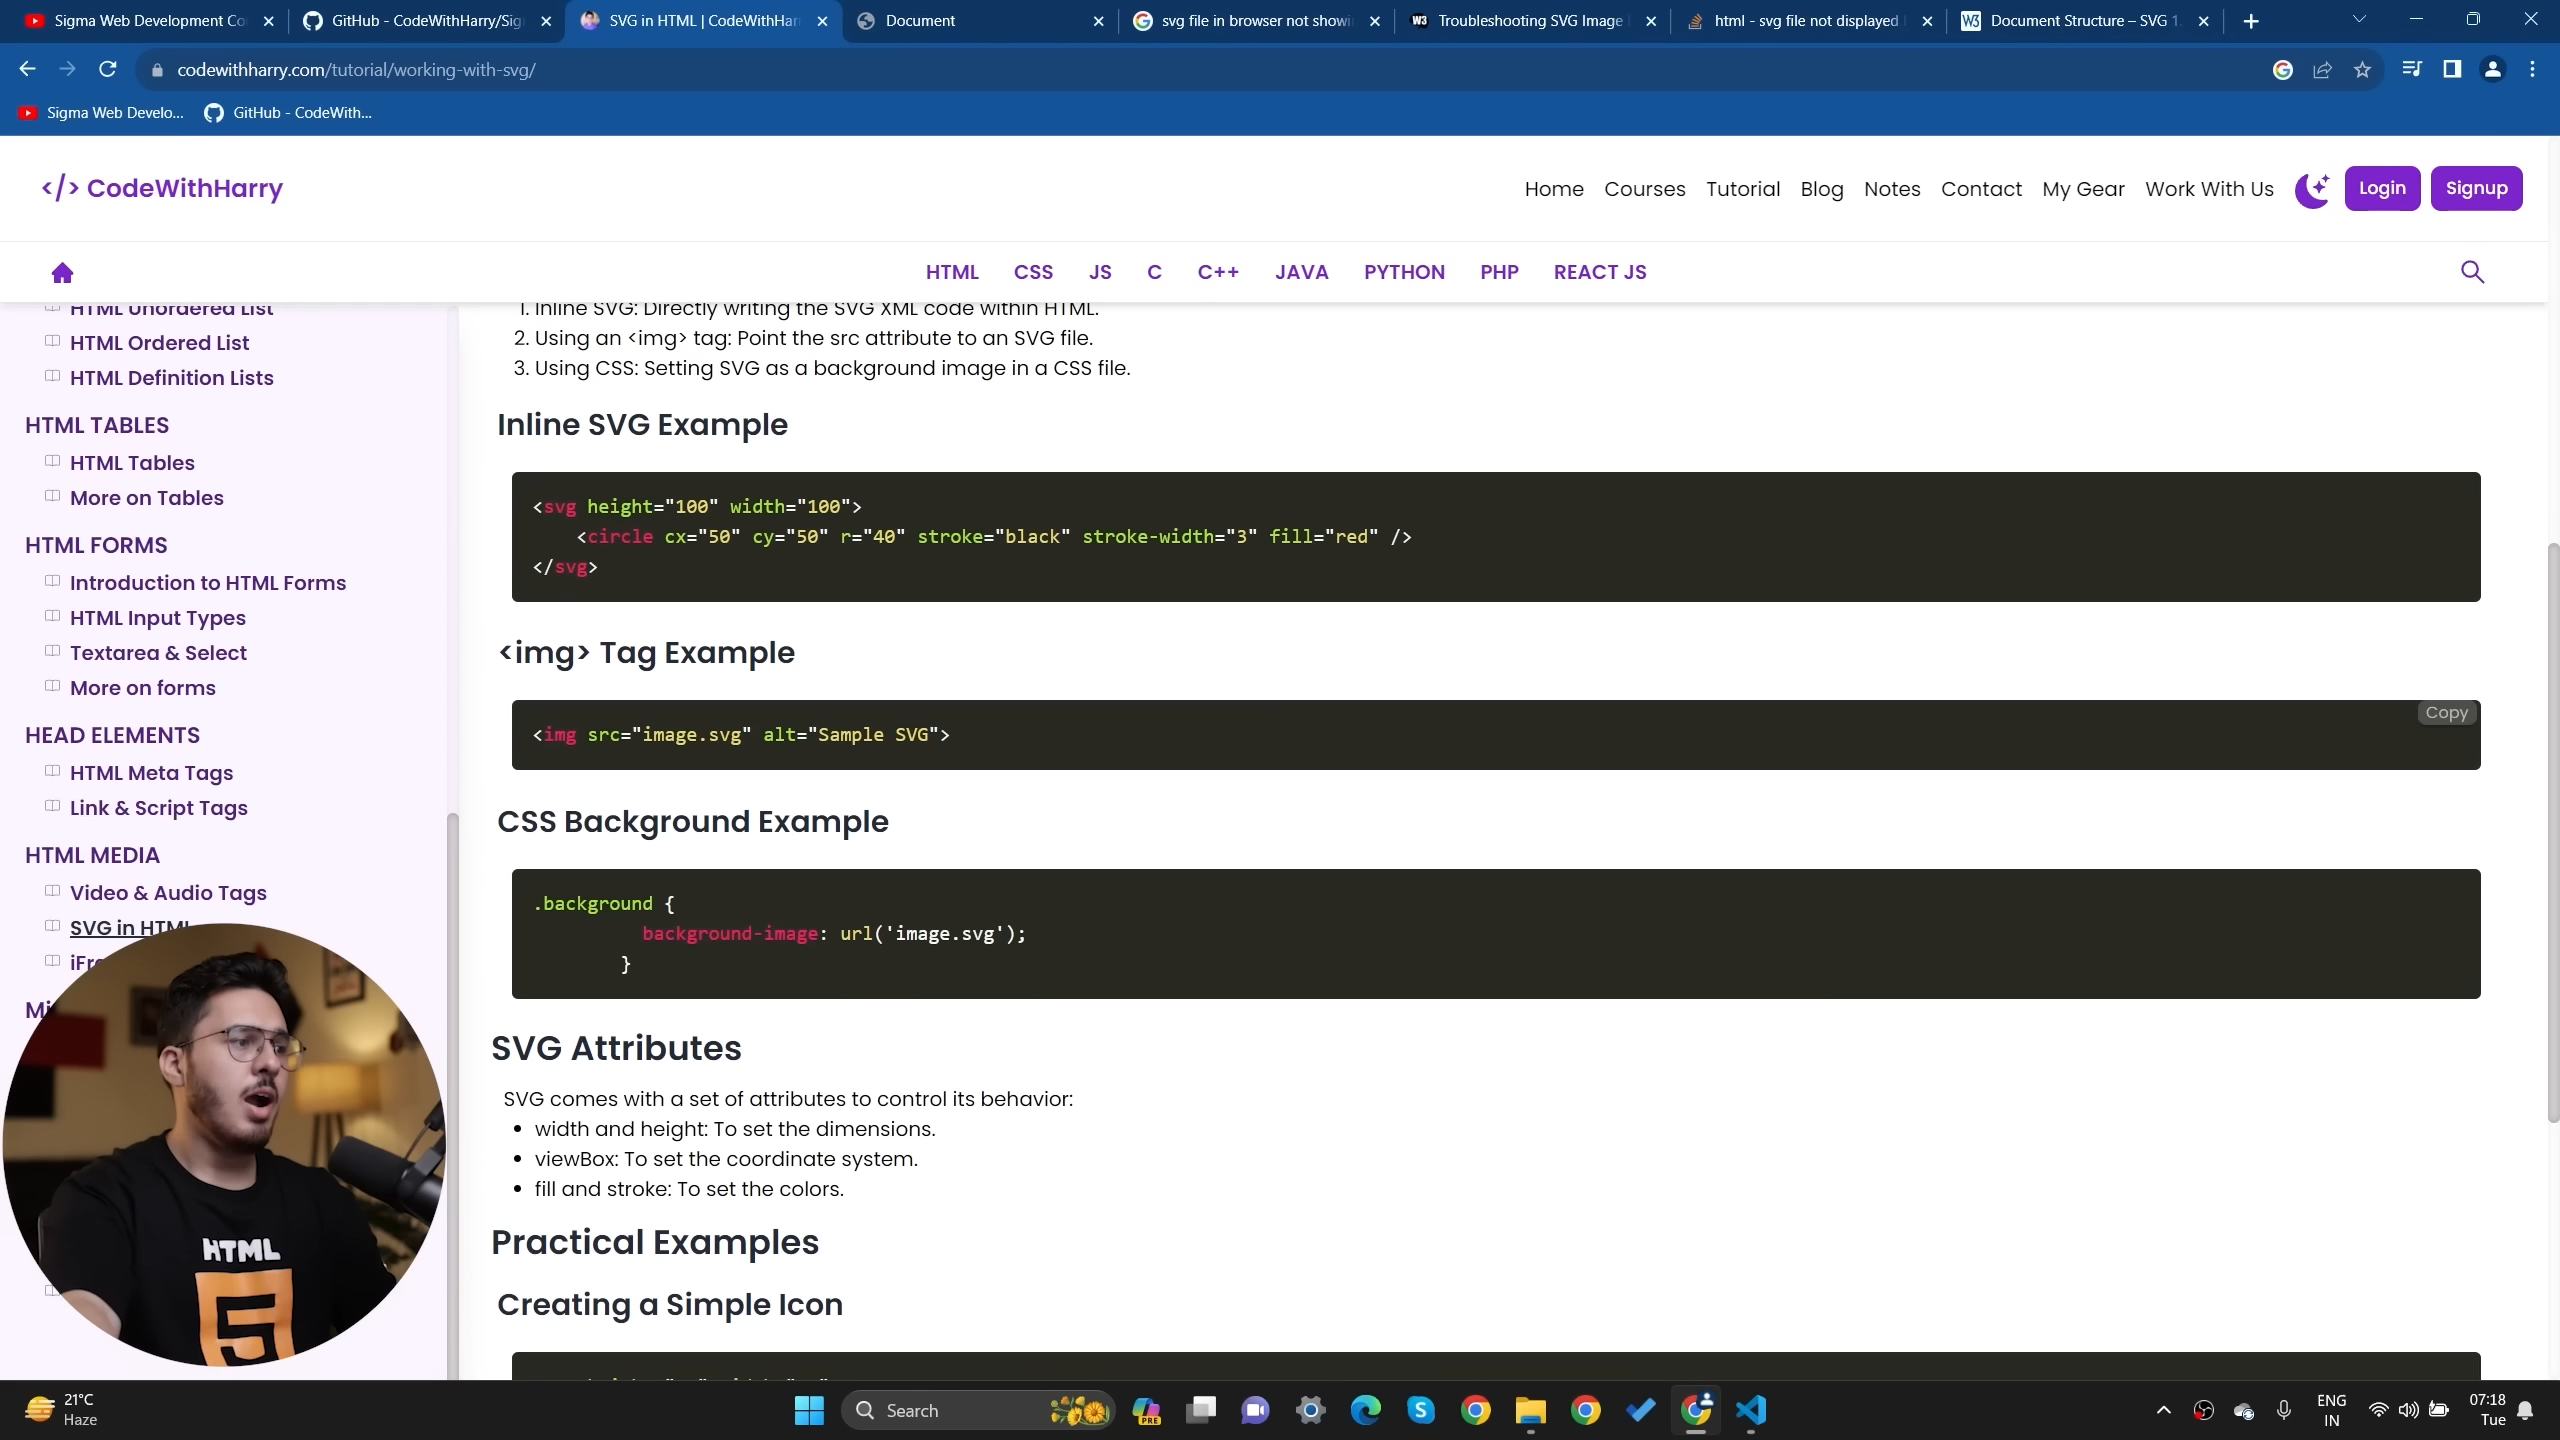 Sigma Web Development Co
GitHub - CodeWithHarry/Sig
SVG in HTML | CodeWithHar
Document
svg file in browser not showi
Troubleshooting SVG Image
html - svg file not displayed
Document Structure – SVG 1.
codewithharry.com/tutorial/working-with-svg/
Sigma Web Develo...
GitHub - CodeWith...
</> CodeWithHarry
Home
Courses
Tutorial
Blog
Notes
Contact
My Gear
Work With Us
Login
Signup
HTML
CSS
JS
C
C++
JAVA
PYTHON
PHP
REACT JS
HTML Unordered List
HTML Ordered List
HTML Definition Lists
HTML TABLES
HTML Tables
More on Tables
HTML FORMS
Introduction to HTML Forms
HTML Input Types
Textarea & Select
More on forms
HEAD ELEMENTS
HTML Meta Tags
Link & Script Tags
HTML MEDIA
Video & Audio Tags
SVG in HTML
1. Inline SVG: Directly writing the SVG XML code within HTML.
2. Using an <img> tag: Point the src attribute to an SVG file.
3. Using CSS: Setting SVG as a background image in a CSS file.
Inline SVG Example
<svg height="100" width="100">
<circle cx="50" cy="50" r="40" stroke="black" stroke-width="3" fill="red" />
</svg>
<img> Tag Example
Copy
<img src="image.svg" alt="Sample SVG">
CSS Background Example
.background {
background-image: url('image.svg');
}
SVG Attributes
SVG comes with a set of attributes to control its behavior:
• width and height: To set the dimensions.
• viewBox: To set the coordinate system.
• fill and stroke: To set the colors.
Practical Examples
Creating a Simple Icon
HTML
5
21°C
Haze
Search
PRE
ENG
IN
07:18
Tue